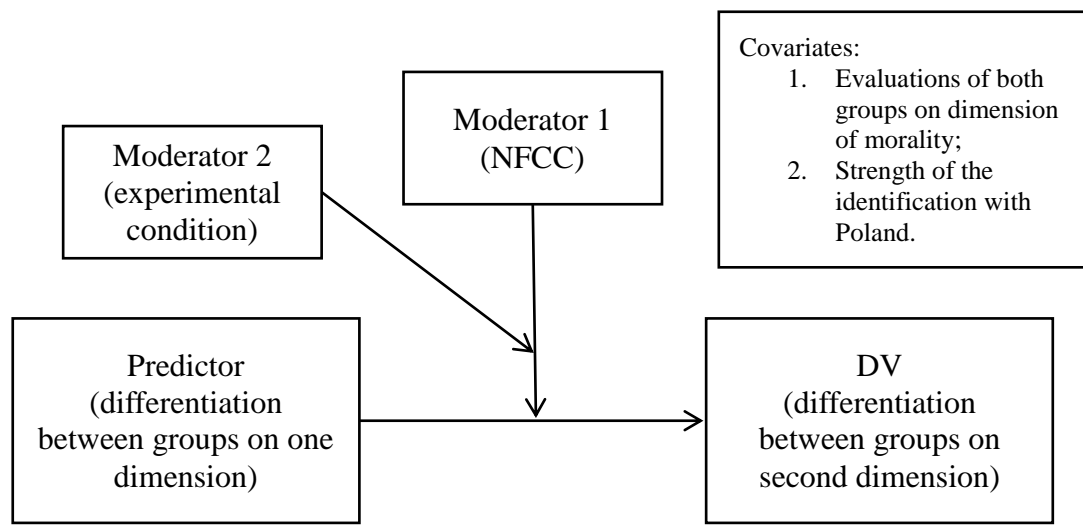 Covariates:
1. Evaluations of both
groups on dimension
of morality;
2. Strength of the
identification with
Poland.
Moderator 1
(NFCC)
Moderator 2
(experimental
condition)
Predictor
(differentiation
between groups on one
dimension)
DV
(differentiation
between groups on
second dimension)